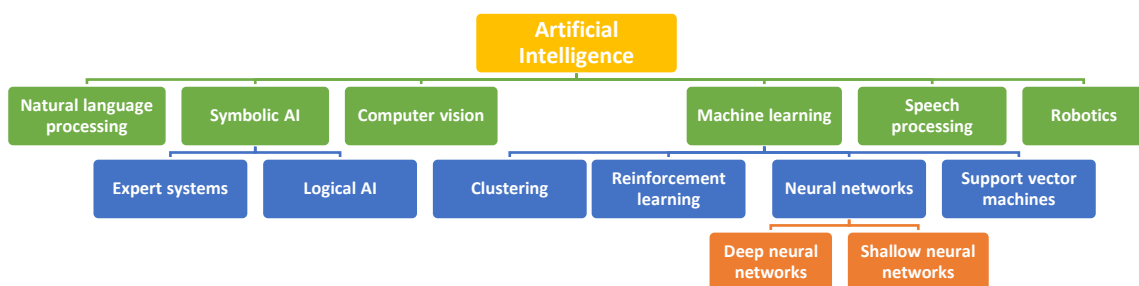 Artificial
Intelligence
Natural language
processing
Symbolic AI
Computer vision
Machine learning
Speech
processing
Robotics
Expert systems
Logical AI
Clustering
Reinforcement
learning
Neural networks
Support vector
machines
Deep neural
networks
Shallow neural
networks